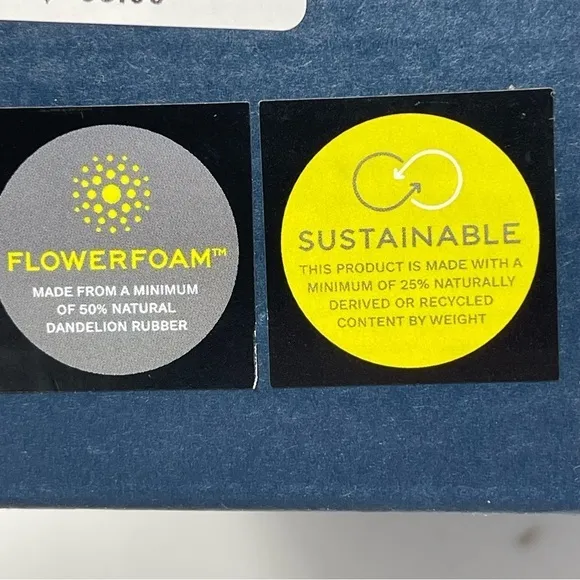 FLOWERFOAM™
MADE FROM A MINIMUM
OF 50% NATURAL
DANDELION RUBBER
SUSTAINABLE
THIS PRODUCT IS MADE WITH A
MINIMUM OF 25% NATURALLY
DERIVED OR RECYCLED
CONTENT BY WEIGHT